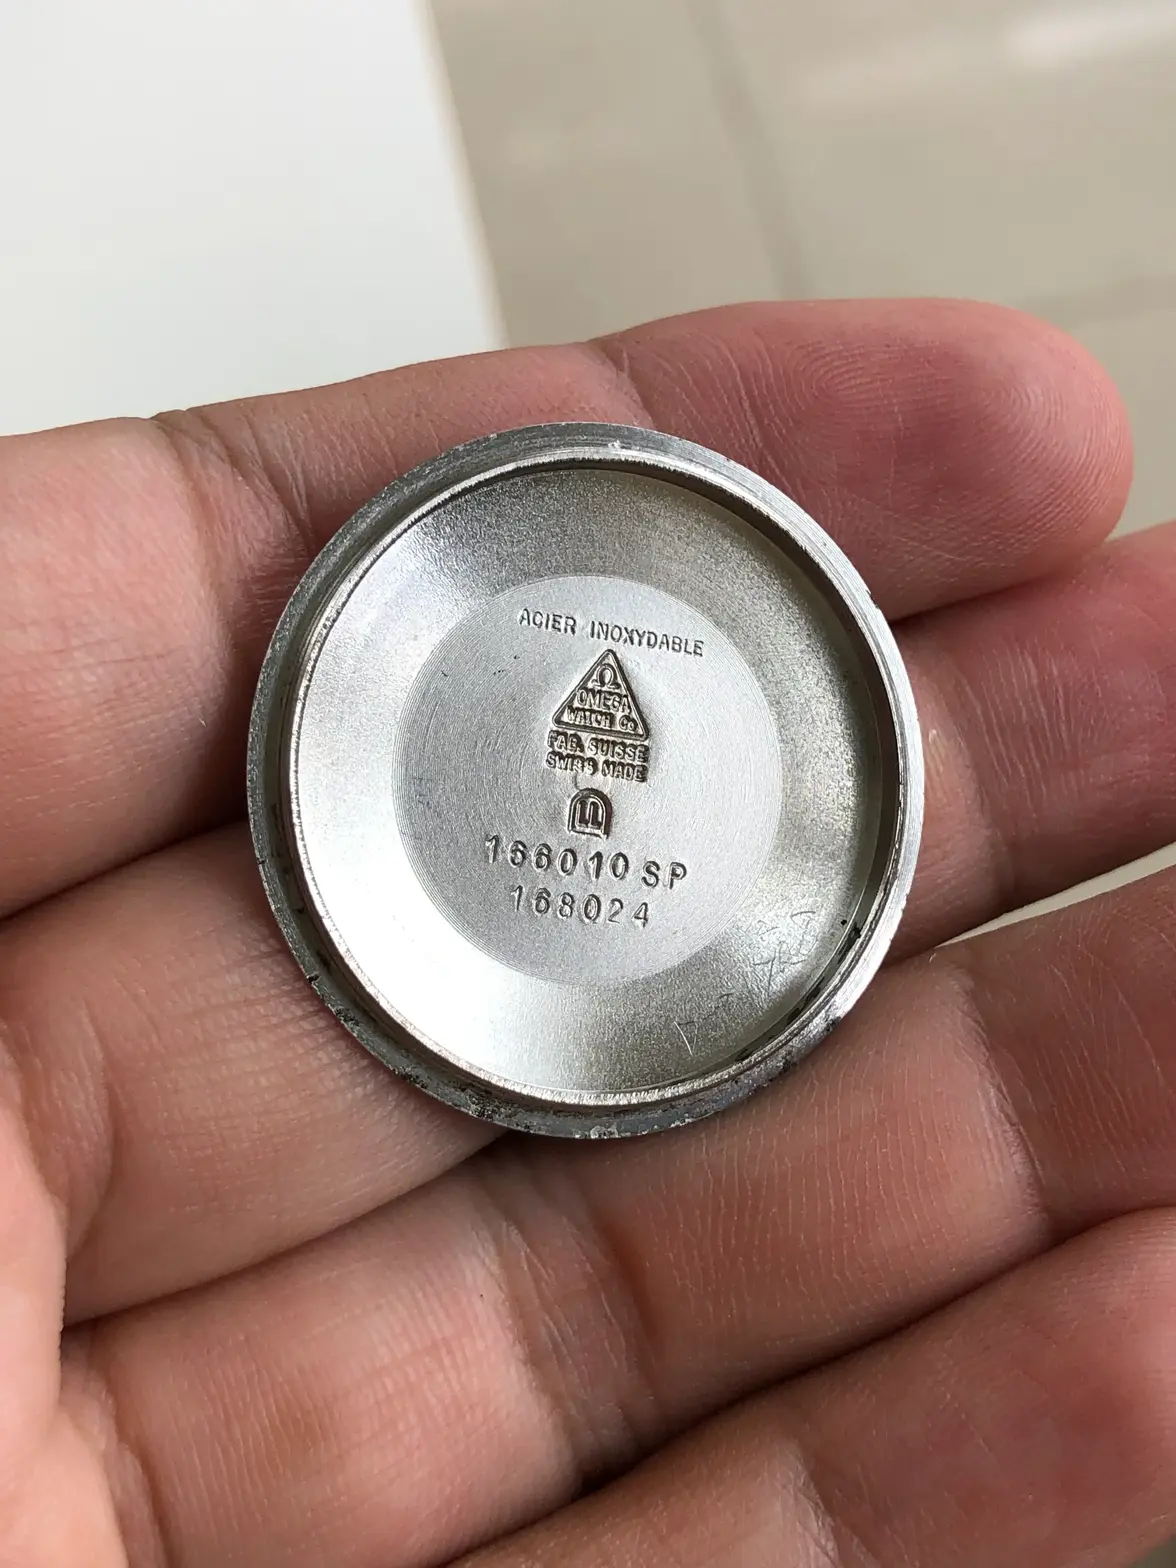 ACIER INOXYDABLE
Ω
OMEGA
WATCH Co
FAB. SUISSE
SWISS MADE
B
166010 SP
168024